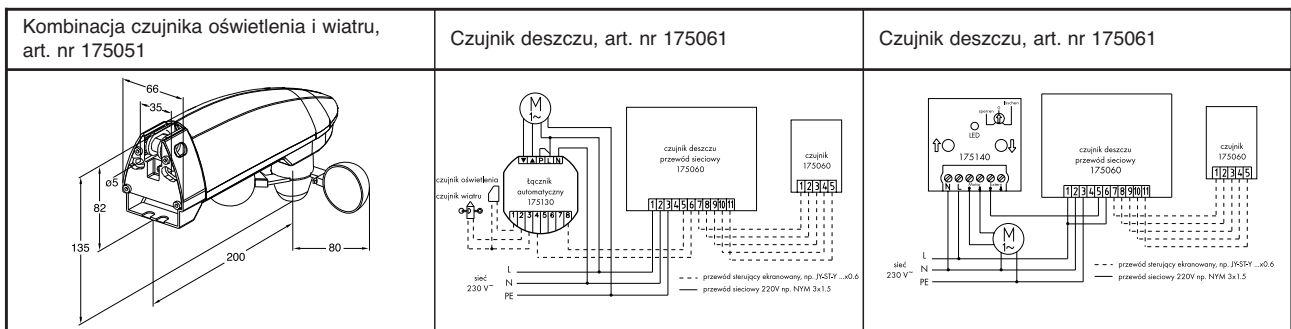 Kombinacja czujnika oświetlenia i wiatru,
art. nr 175051
Czujnik deszczu, art. nr 175061
Czujnik deszczu, art. nr 175061
66
35
ø5
82
135
200
80
M
1~
▼ ▲ P L N
czujnik oświetlenia
czujnik wiatru
Łącznik
automatyczny
175130
1 2 3 4 5 6 7 8
czujnik deszczu
przewód sieciowy
175060
1 2 3 4 5 6 7 8 9 10 11
czujnik
175060
1 2 3 4 5
sieć
230 V~
L
N
PE
przewód sterujący ekranowany, np. JY-ST-Y ...x0.6
przewód sieciowy 220V np. NYM 3x1.5
sperren
0
löschen
LED
175140
N L
czujnik deszczu
przewód sieciowy
175060
1 2 3 4 5 6 7 8 9 10 11
czujnik
175060
1 2 3 4 5
M
1~
sieć
230 V~
L
N
PE
przewód sterujący ekranowany, np. JY-ST-Y ...x0.6
przewód sieciowy 220V np. NYM 3x1.5